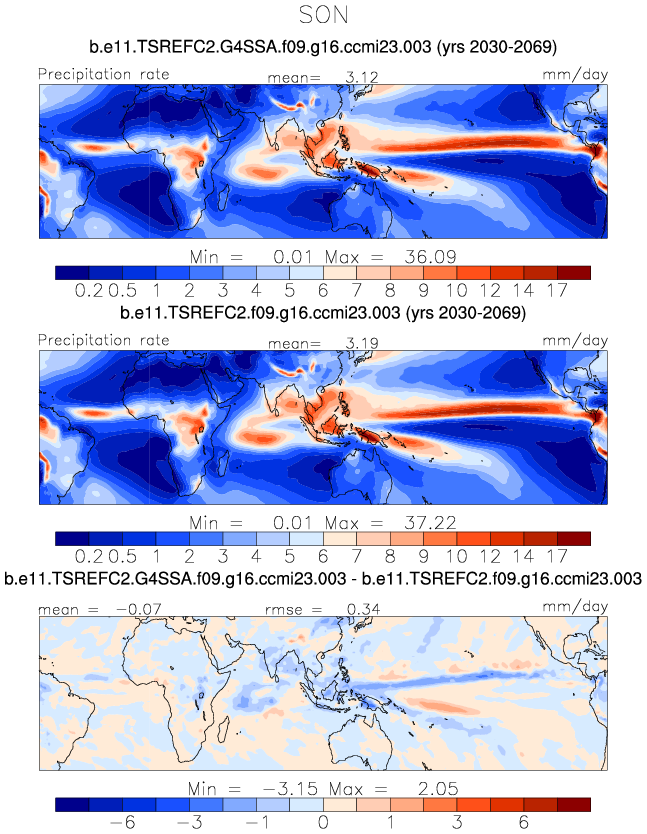 SON
b.e11.TSREFC2.G4SSA.f09.g16.ccmi23.003 (yrs 2030-2069)
Precipitation rate mean= 3.12 mm/day
Min = 0.01 Max = 36.09
0.2 0.5 1 2 3 4 5 6 7 8 9 10 12 14 17
b.e11.TSREFC2.f09.g16.ccmi23.003 (yrs 2030-2069)
Precipitation rate mean= 3.19 mm/day
Min = 0.01 Max = 37.22
0.2 0.5 1 2 3 4 5 6 7 8 9 10 12 14 17
b.e11.TSREFC2.G4SSA.f09.g16.ccmi23.003 - b.e11.TSREFC2.f09.g16.ccmi23.003
mean = −0.07 rmse = 0.34 mm/day
Min = −3.15 Max = 2.05
−6 −3 −1 0 1 3 6